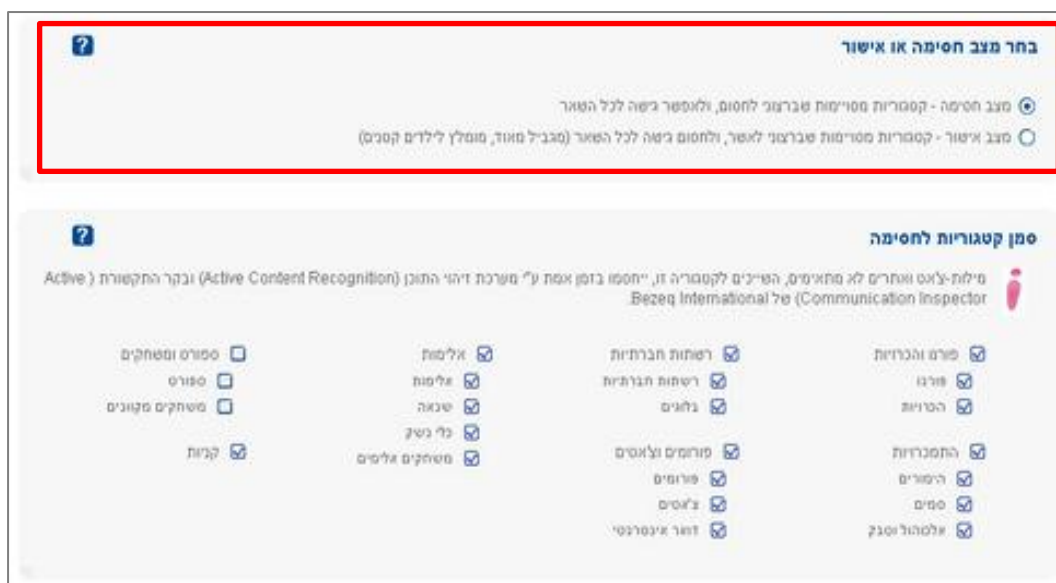 בחר מצב חסימה או אישור
?
מצב חסימה - קטגוריות מסויימות שברצוני לחסום, ולאפשר גישה לכל השאר
מצב אישור - קטגוריות מסויימות שברצוני לאשר, ולחסום גישה לכל השאר (מגביל מאוד, מומלץ לילדים קטנים)
סמן קטגוריות לחסימה
?
מילות-צ'אט ואתרים לא מתאימים, השייכים לקטגוריה זו, ייחסמו בזמן אמת ע"י מערכת זיהוי התוכן (Active Content Recognition) ובקר התקשורת (Active
Communication Inspector) של Bezeq International.
פורנו והכרויות
פורנו
הכרויות
התמכרויות
הימורים
סמים
אלכוהול וטבק
רשתות חברתיות
רשתות חברתיות
בלוגים
פורומים וצ'אטים
פורומים
צ'אטים
דואר אינטרנטי
אלימות
אלימות
שנאה
כלי נשק
משחקים אלימים
ספורט ומשחקים
ספורט
משחקים מקוונים
קניות